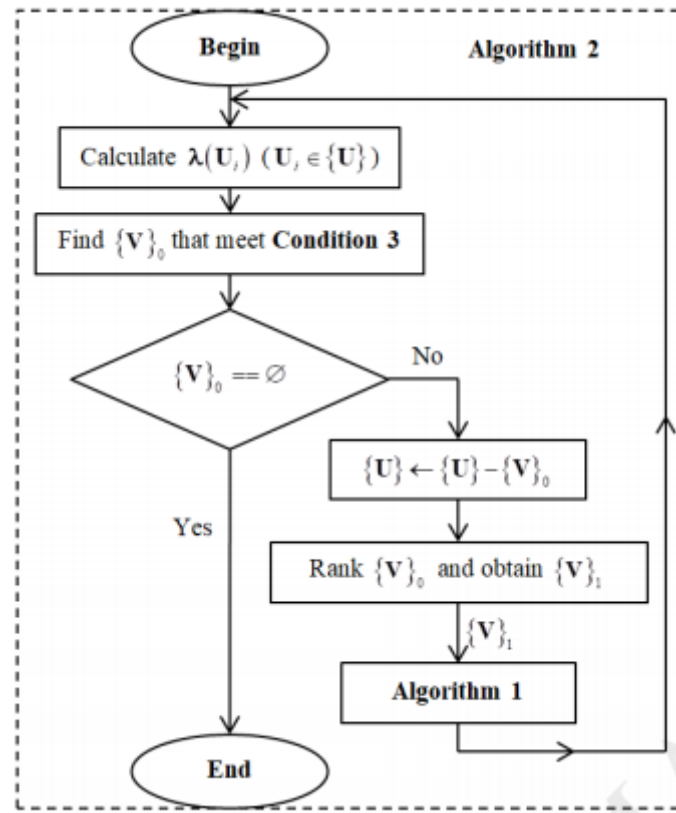 Begin
Algorithm 2
Calculate λ(U_i) (U_i ∈ {U})
Find {V}_0 that meet Condition 3
{V}_0 == ∅
No
{U} ← {U} − {V}_0
Yes
Rank {V}_0 and obtain {V}_1
{V}_1
Algorithm 1
End